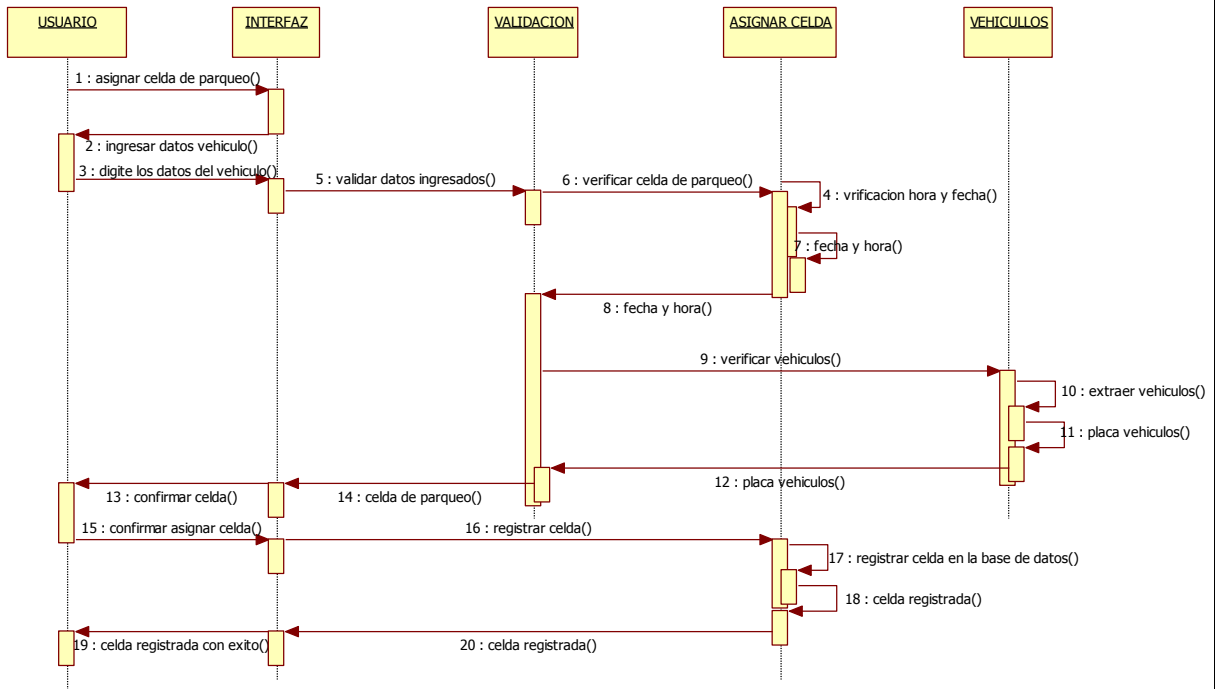 USUARIO
INTERFAZ
VALIDACION
ASIGNAR CELDA
VEHICULLOS
1 : asignar celda de parqueo()
2 : ingresar datos vehiculo()
3 : digite los datos del vehiculo()
5 : validar datos ingresados()
6 : verificar celda de parqueo()
4 : vrificacion hora y fecha()
7 : fecha y hora()
8 : fecha y hora()
9 : verificar vehiculos()
10 : extraer vehiculos()
11 : placa vehiculos()
12 : placa vehiculos()
13 : confirmar celda()
14 : celda de parqueo()
15 : confirmar asignar celda()
16 : registrar celda()
17 : registrar celda en la base de datos()
18 : celda registrada()
19 : celda registrada con exito()
20 : celda registrada()